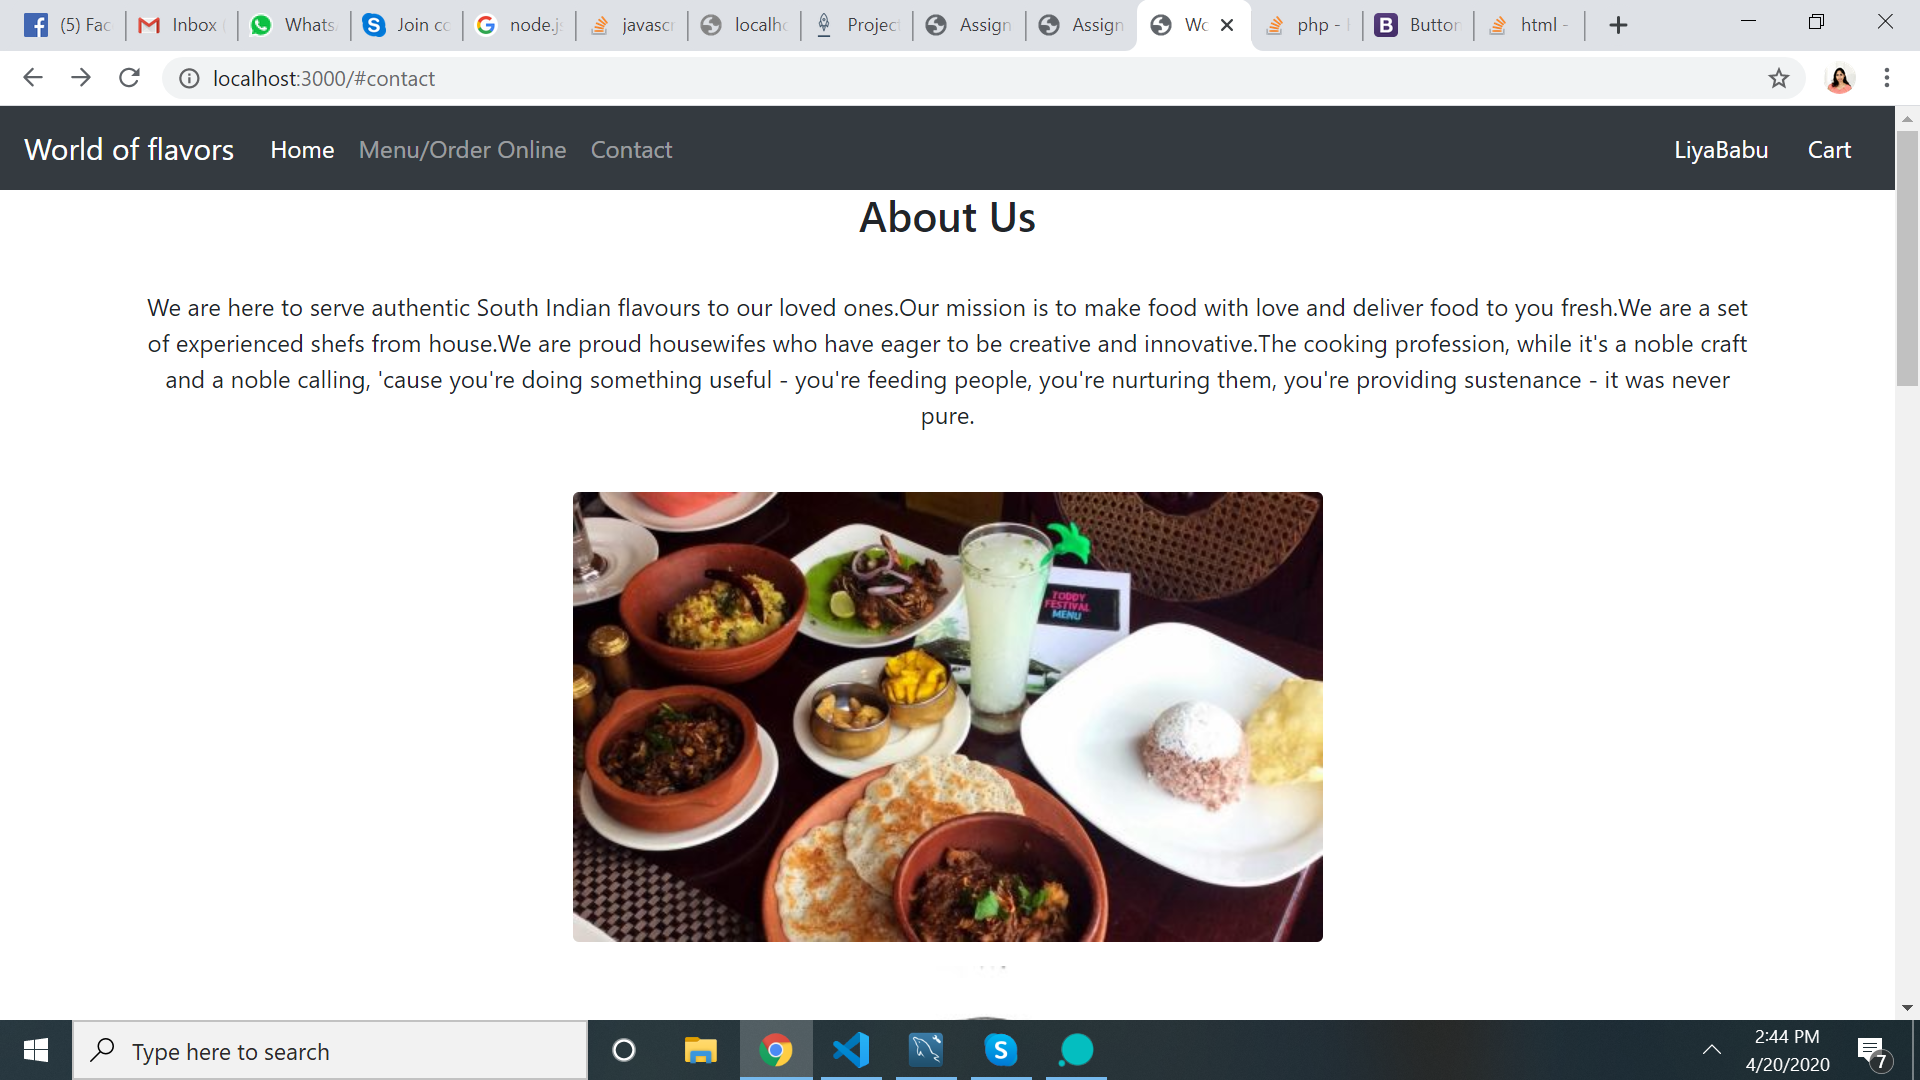 (5) Fac
Inbox (
Whats
Join co
node.js
javascr
localho
Project
Assign
Assign
Wo
php -
Button
html -
localhost:3000/#contact
World of flavors Home Menu/Order Online Contact LiyaBabu Cart
About Us
We are here to serve authentic South Indian flavours to our loved ones.Our mission is to make food with love and deliver food to you fresh.We are a set
of experienced shefs from house.We are proud housewifes who have eager to be creative and innovative.The cooking profession, while it's a noble craft
and a noble calling, 'cause you're doing something useful - you're feeding people, you're nurturing them, you're providing sustenance - it was never
pure.
TODDY
FESTIVAL
MENU
Type here to search
2:44 PM
4/20/2020
7